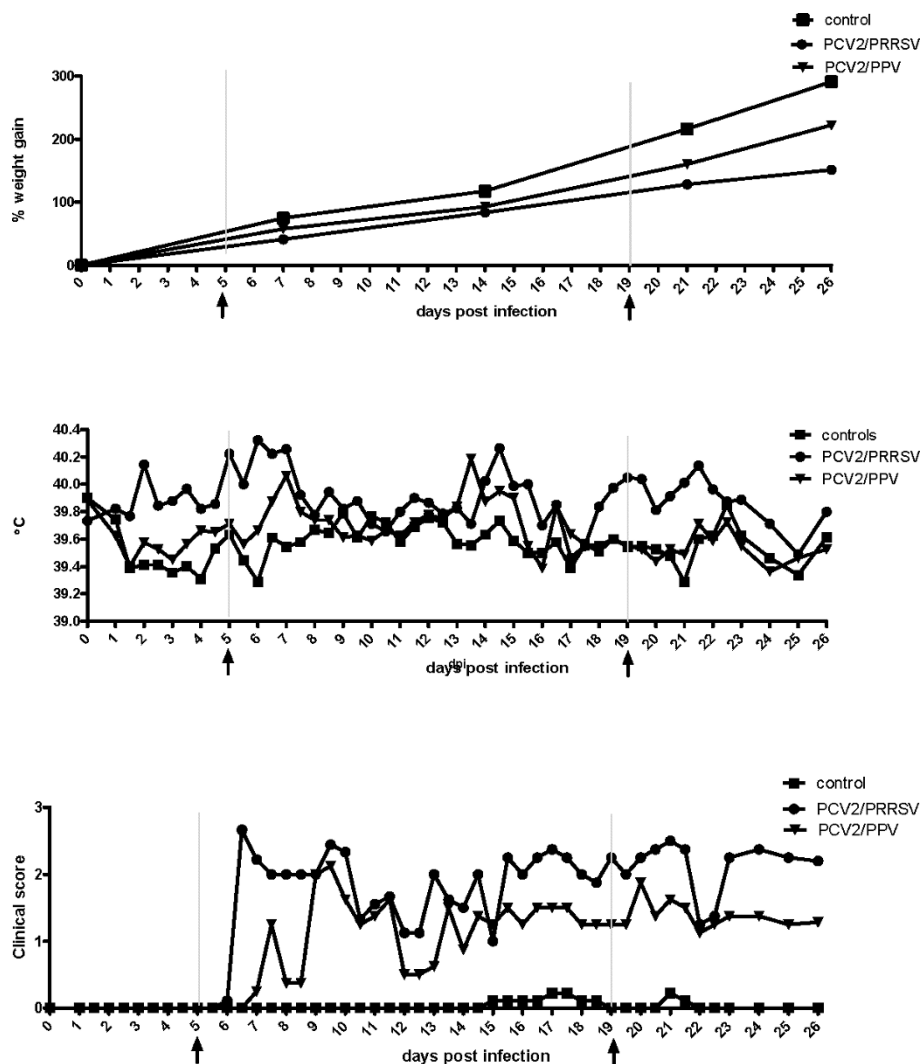 control
PCV2/PRRSV
PCV2/PPV
300
200
100
0
% weight gain
0 1 2 3 4 5 6 7 8 9 10 11 12 13 14 15 16 17 18 19 20 21 22 23 24 25 26
days post infection
controls
PCV2/PRRSV
PCV2/PPV
40.4
40.2
40.0
39.8
39.6
39.4
39.2
39.0
°C
0 1 2 3 4 5 6 7 8 9 10 11 12 13 14 15 16 17 18 19 20 21 22 23 24 25 26
dpi
days post infection
control
PCV2/PRRSV
PCV2/PPV
3
2
1
0
Clinical score
0 1 2 3 4 5 6 7 8 9 10 11 12 13 14 15 16 17 18 19 20 21 22 23 24 25 26
days post infection